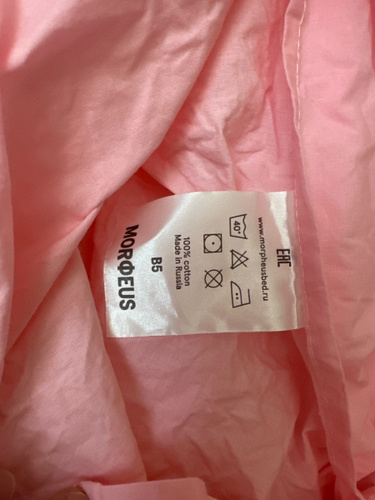 MORФEUS
B5
100% cotton
Made in Russia
40°
www.morpheusbed.ru
EAC